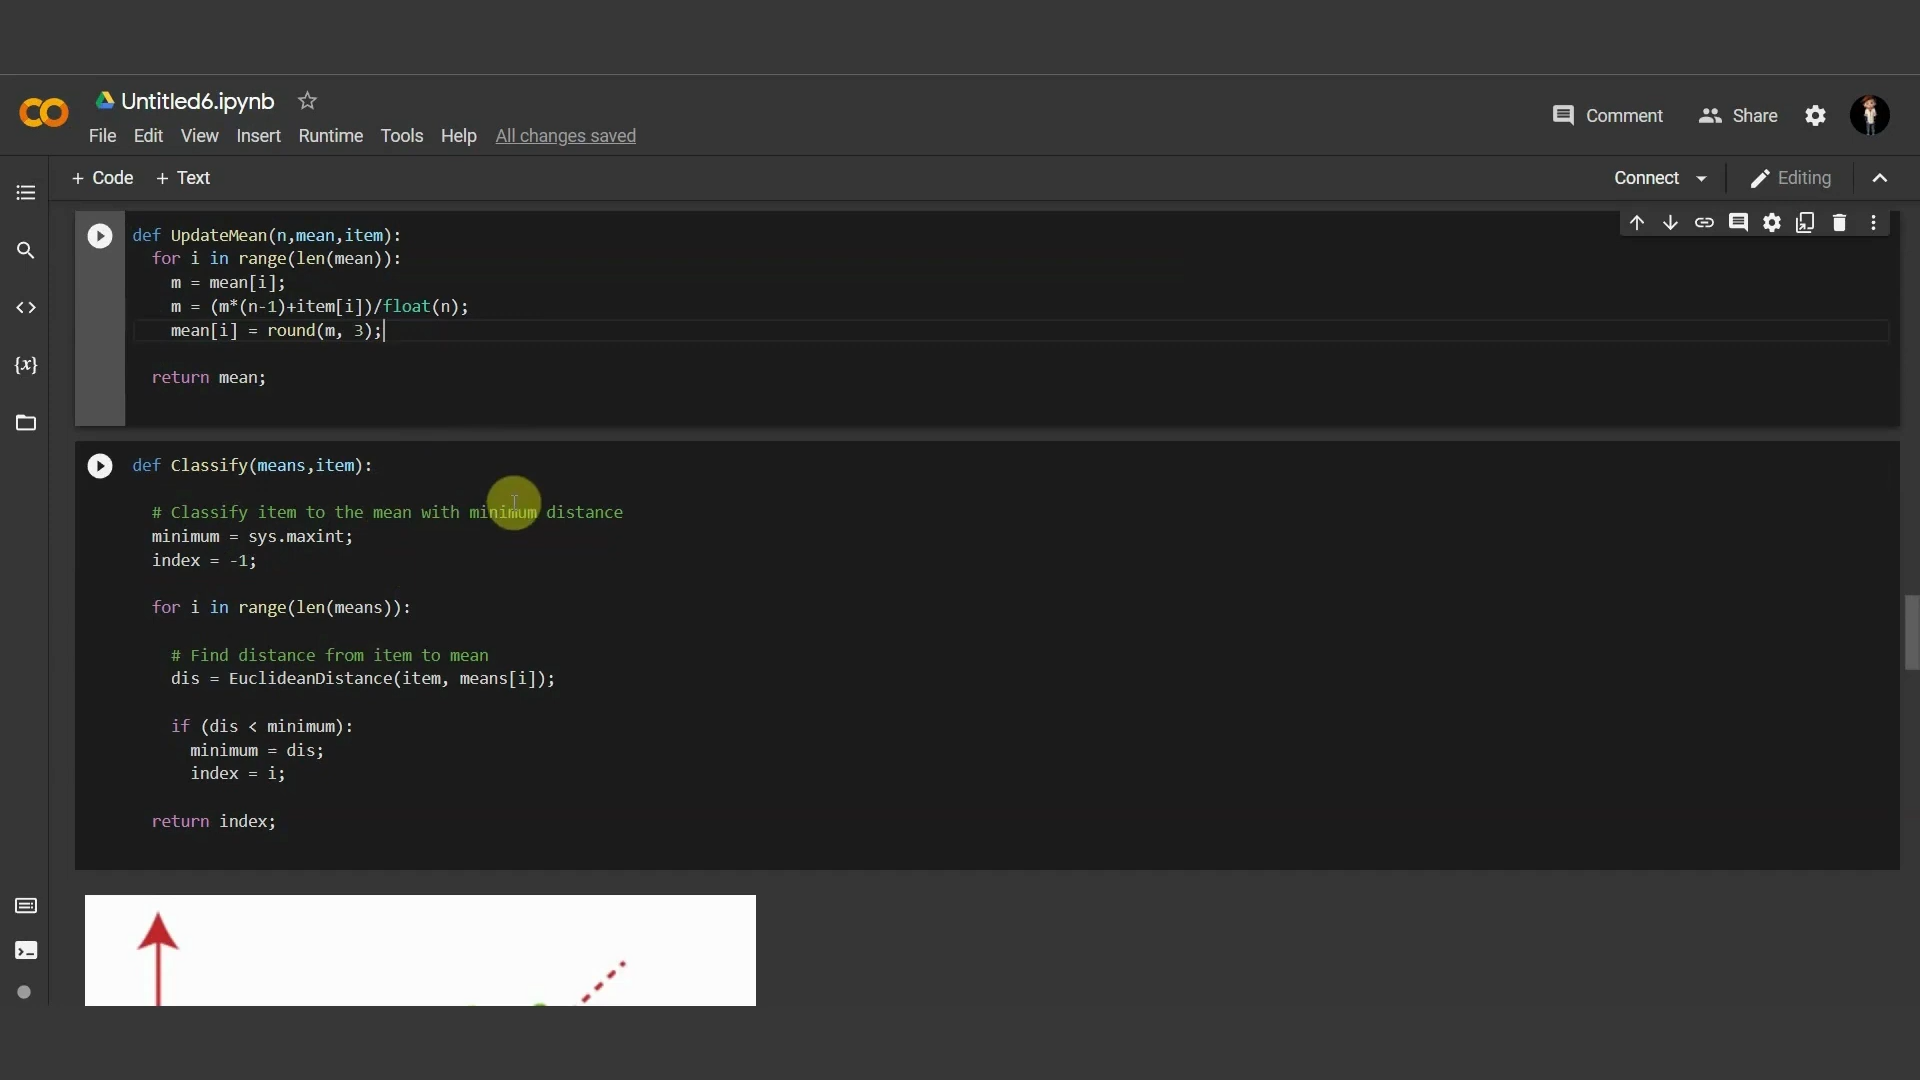 Untitled6.ipynb
File Edit View Insert Runtime Tools Help All changes saved
Comment Share
+ Code + Text
Connect Editing
def UpdateMean(n,mean,item):
  for i in range(len(mean)):
    m = mean[i];
    m = (m*(n-1)+item[i])/float(n);
    mean[i] = round(m, 3);
  return mean;
def Classify(means,item):
  # Classify item to the mean with minimum distance
  minimum = sys.maxint;
  index = -1;
  for i in range(len(means)):
    # Find distance from item to mean
    dis = EuclideanDistance(item, means[i]);
    if (dis < minimum):
      minimum = dis;
      index = i;
  return index;